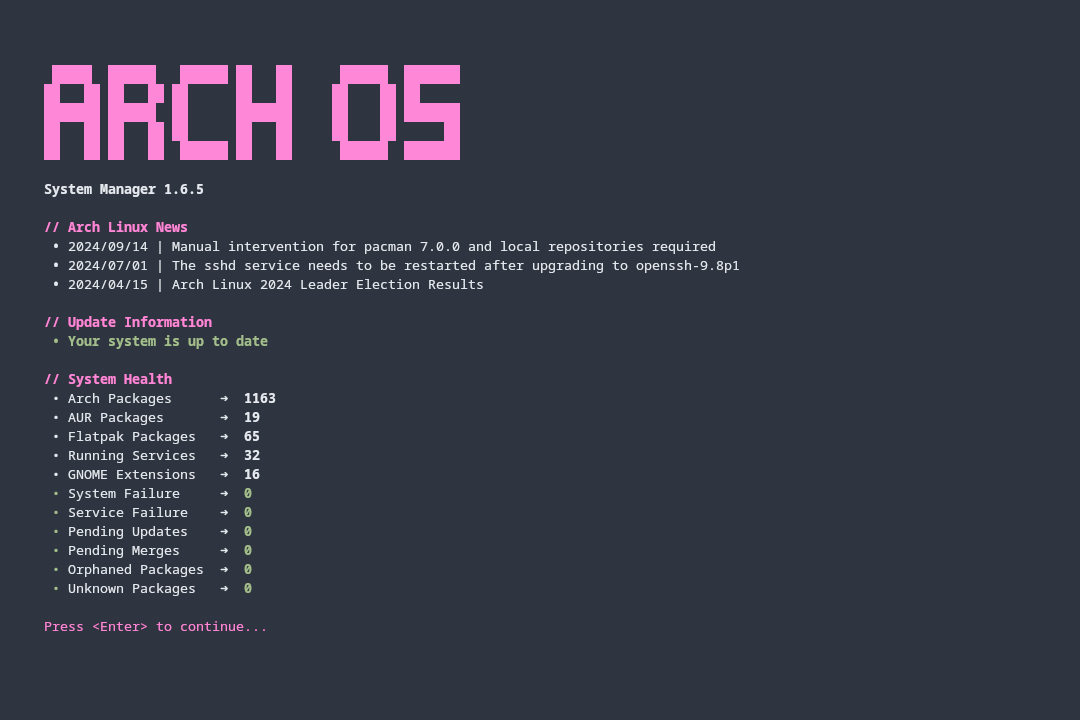 ARCH OS
System Manager 1.6.5
// Arch Linux News
• 2024/09/14 | Manual intervention for pacman 7.0.0 and local repositories required
• 2024/07/01 | The sshd service needs to be restarted after upgrading to openssh-9.8p1
• 2024/04/15 | Arch Linux 2024 Leader Election Results
// Update Information
• Your system is up to date
// System Health
• Arch Packages ➜ 1163
• AUR Packages ➜ 19
• Flatpak Packages ➜ 65
• Running Services ➜ 32
• GNOME Extensions ➜ 16
• System Failure ➜ 0
• Service Failure ➜ 0
• Pending Updates ➜ 0
• Pending Merges ➜ 0
• Orphaned Packages ➜ 0
• Unknown Packages ➜ 0
Press <Enter> to continue...